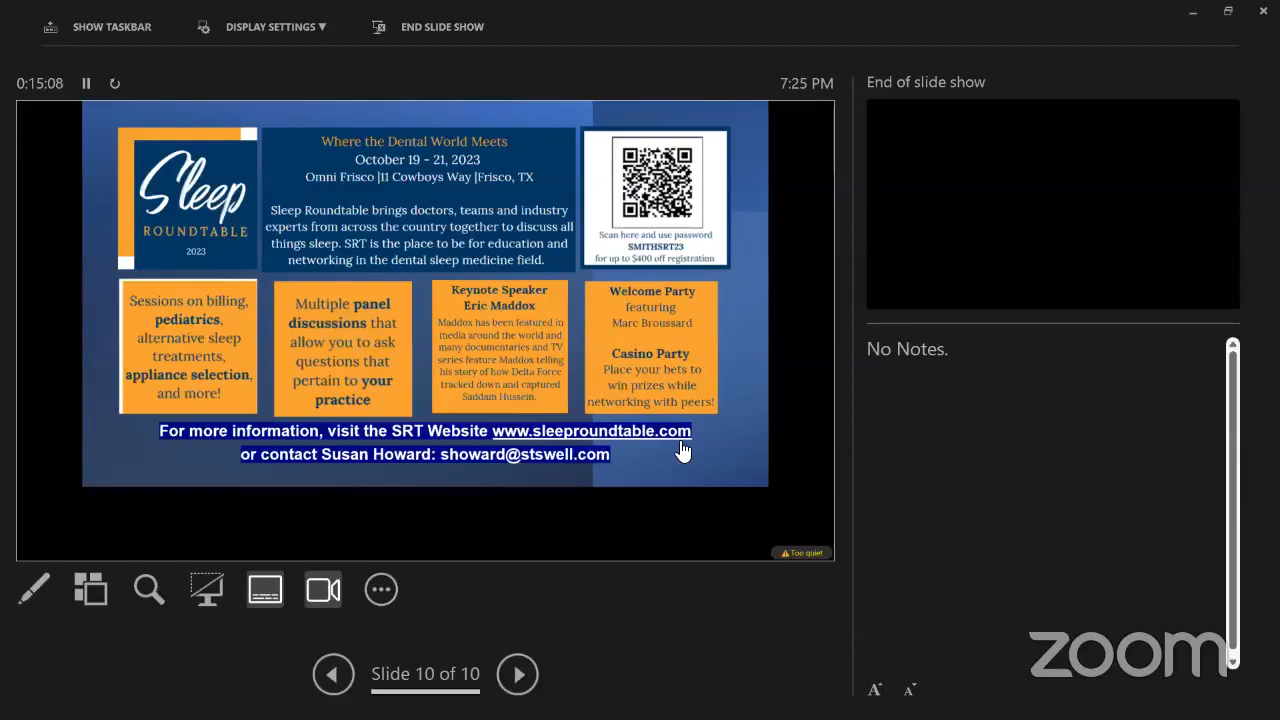 SHOW TASKBAR
DISPLAY SETTINGS ▼
END SLIDE SHOW
0:15:08
7:25 PM
End of slide show
Sleep
ROUNDTABLE
2023
Where the Dental World Meets
October 19 - 21, 2023
Omni Frisco |11 Cowboys Way |Frisco, TX
Sleep Roundtable brings doctors, teams and industry
experts from across the country together to discuss all
things sleep. SRT is the place to be for education and
networking in the dental sleep medicine field.
Scan here and use password
SMITHSRT23
for up to $400 off registration
Sessions on billing,
pediatrics,
alternative sleep
treatments,
appliance selection,
and more!
Multiple panel
discussions that
allow you to ask
questions that
pertain to your
practice
Keynote Speaker
Eric Maddox
Maddox has been featured in
media around the world and
many documentaries and TV
series feature Maddox telling
his story of how Delta Force
tracked down and captured
Saddam Hussein.
Welcome Party
featuring
Marc Broussard
Casino Party
Place your bets to
win prizes while
networking with peers!
For more information, visit the SRT Website www.sleeproundtable.com
or contact Susan Howard: showard@stswell.com
Too quiet
No Notes.
Slide 10 of 10
A A
zoom